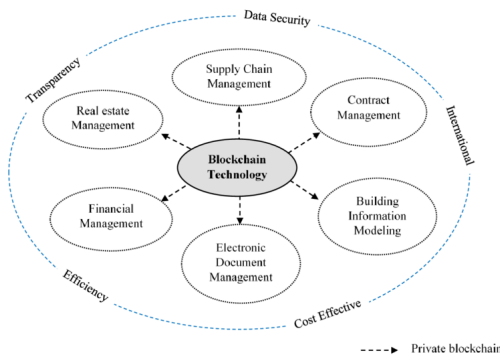 Data Security
Transparency
Supply Chain
Management
Real estate
Management
Contract
Management
International
Blockchain
Technology
Financial
Management
Building
Information
Modeling
Electronic
Document
Management
Efficiency
Cost Effective
Private blockchain